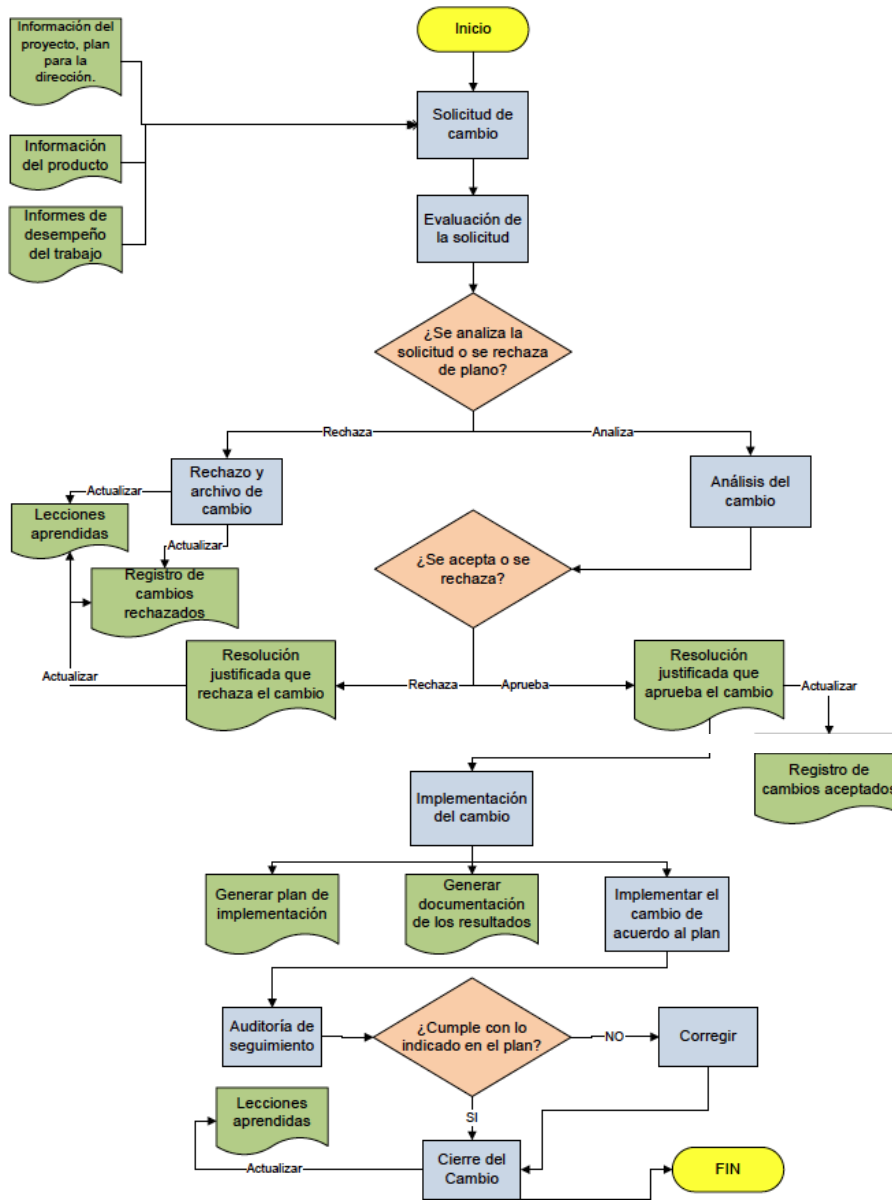 Inicio
Información del
proyecto, plan
para la
dirección.
Solicitud de
cambio
Información
del producto
Informes de
desempeño
del trabajo
Evaluación de
la solicitud
¿Se analiza la
solicitud o se rechaza
de plano?
Rechaza
Analiza
Rechazo y
archivo de
cambio
Análisis del
cambio
Actualizar
Lecciones
aprendidas
Actualizar
¿Se acepta o se
rechaza?
Registro de
cambios
rechazados
Resolución
justificada que
rechaza el cambio
Actualizar
Rechaza
Aprueba
Resolución
justificada que
aprueba el cambio
Actualizar
Registro de
cambios aceptados
Implementación
del cambio
Generar plan de
implementación
Generar
documentación
de los resultados
Implementar el
cambio de
acuerdo al plan
Auditoría de
seguimiento
¿Cumple con lo
indicado en el plan?
NO
Corregir
SI
Lecciones
aprendidas
Actualizar
Cierre del
Cambio
FIN